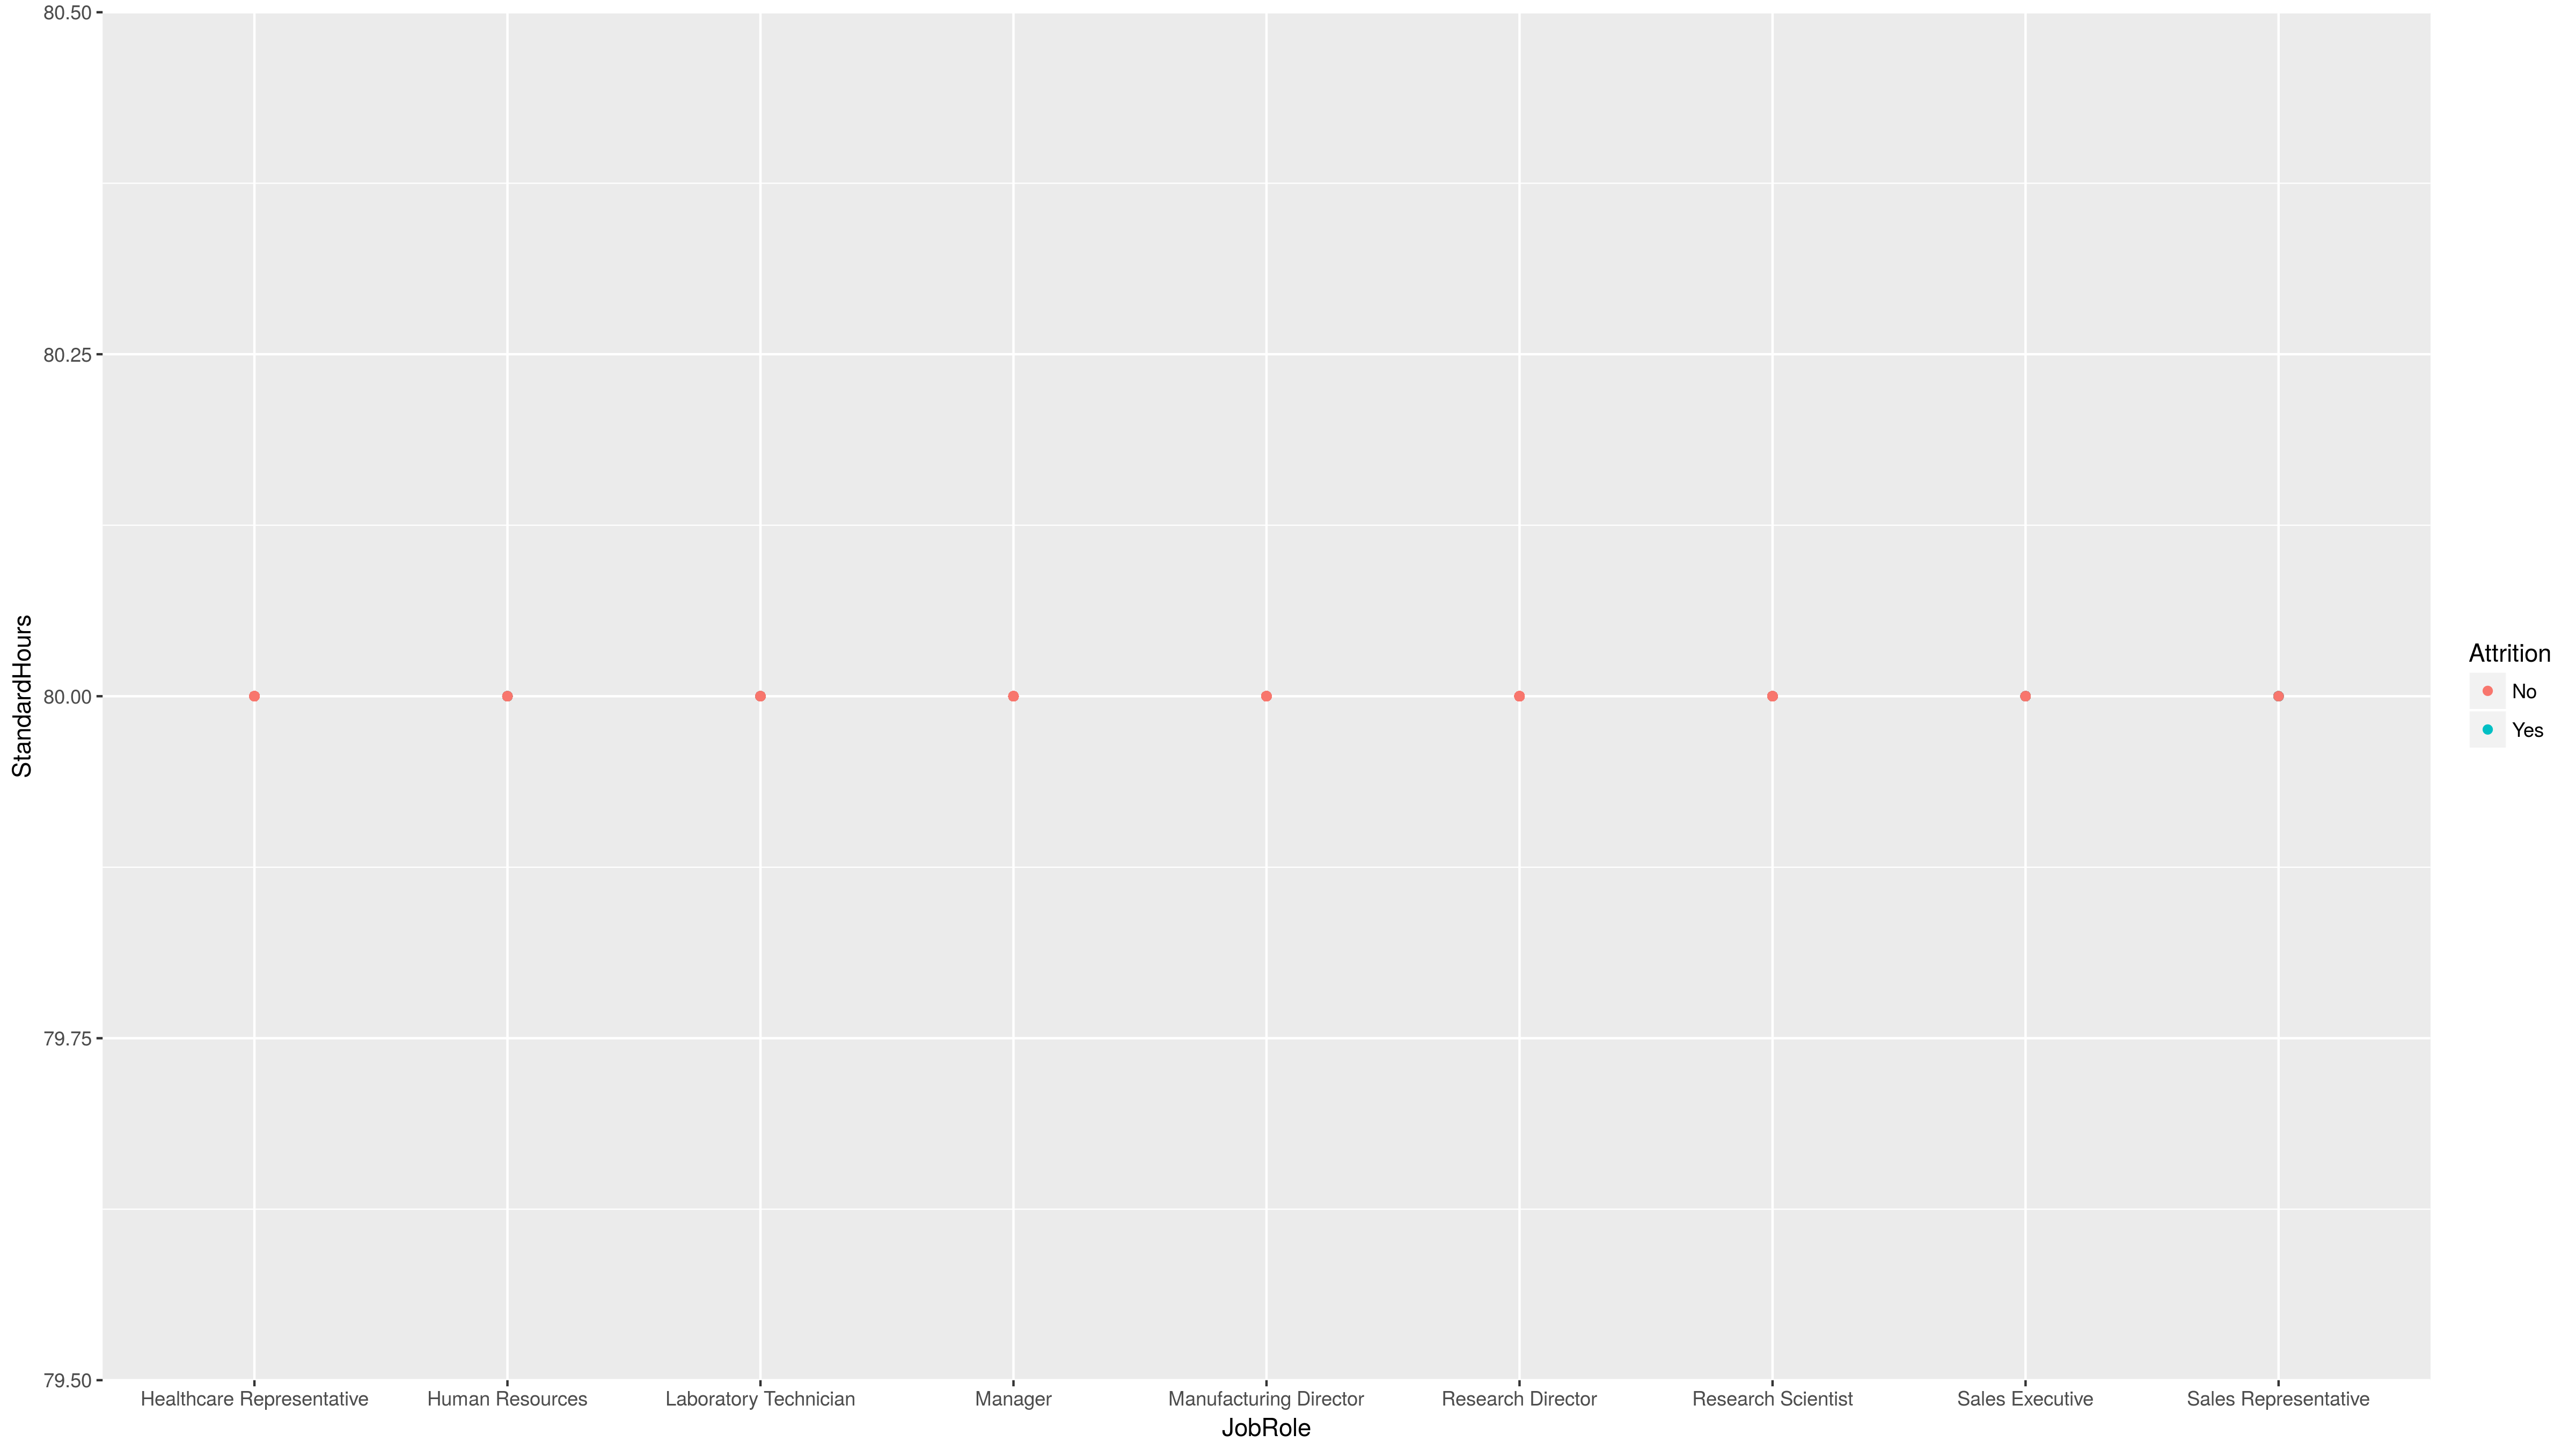 80.50
80.25
80.00
79.75
79.50
StandardHours
Healthcare Representative
Human Resources
Laboratory Technician
Manager
Manufacturing Director
Research Director
Research Scientist
Sales Executive
Sales Representative
JobRole
Attrition
No
Yes